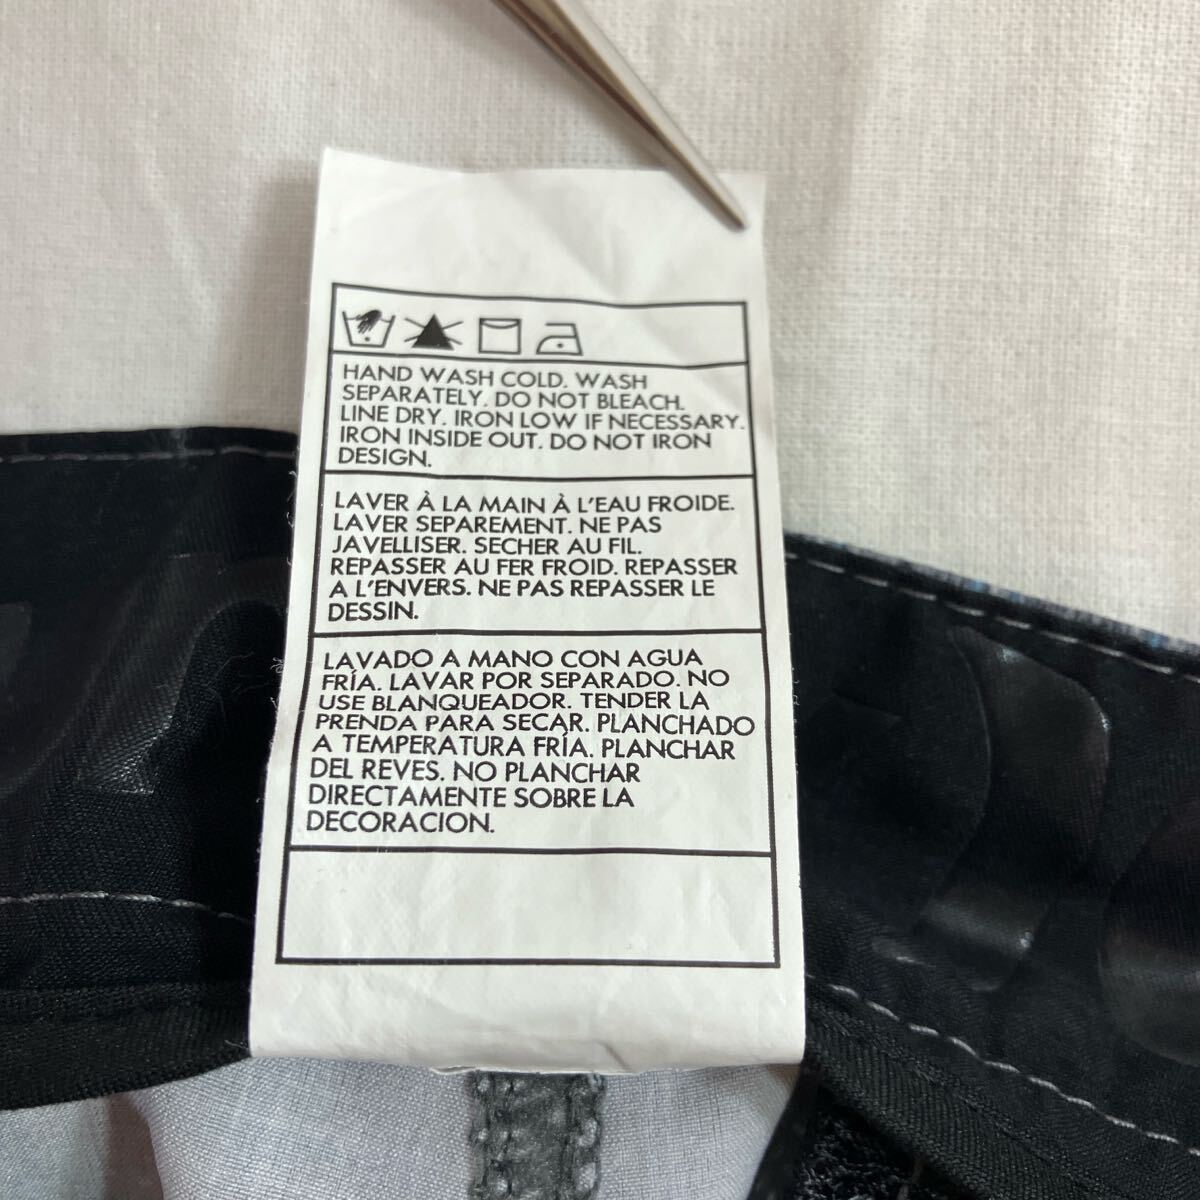 HAND WASH COLD. WASH
SEPARATELY. DO NOT BLEACH.
LINE DRY. IRON LOW IF NECESSARY.
IRON INSIDE OUT. DO NOT IRON
DESIGN.
LAVER À LA MAIN À L'EAU FROIDE.
LAVER SEPAREMENT. NE PAS
JAVELLISER. SECHER AU FIL.
REPASSER AU FER FROID. REPASSER
A L'ENVERS. NE PAS REPASSER LE
DESSIN.
LAVADO A MANO CON AGUA
FRÍA. LAVAR POR SEPARADO. NO
USE BLANQUEADOR. TENDER LA
PRENDA PARA SECAR. PLANCHADO
A TEMPERATURA FRÍA. PLANCHAR
DEL REVES. NO PLANCHAR
DIRECTAMENTE SOBRE LA
DECORACION.